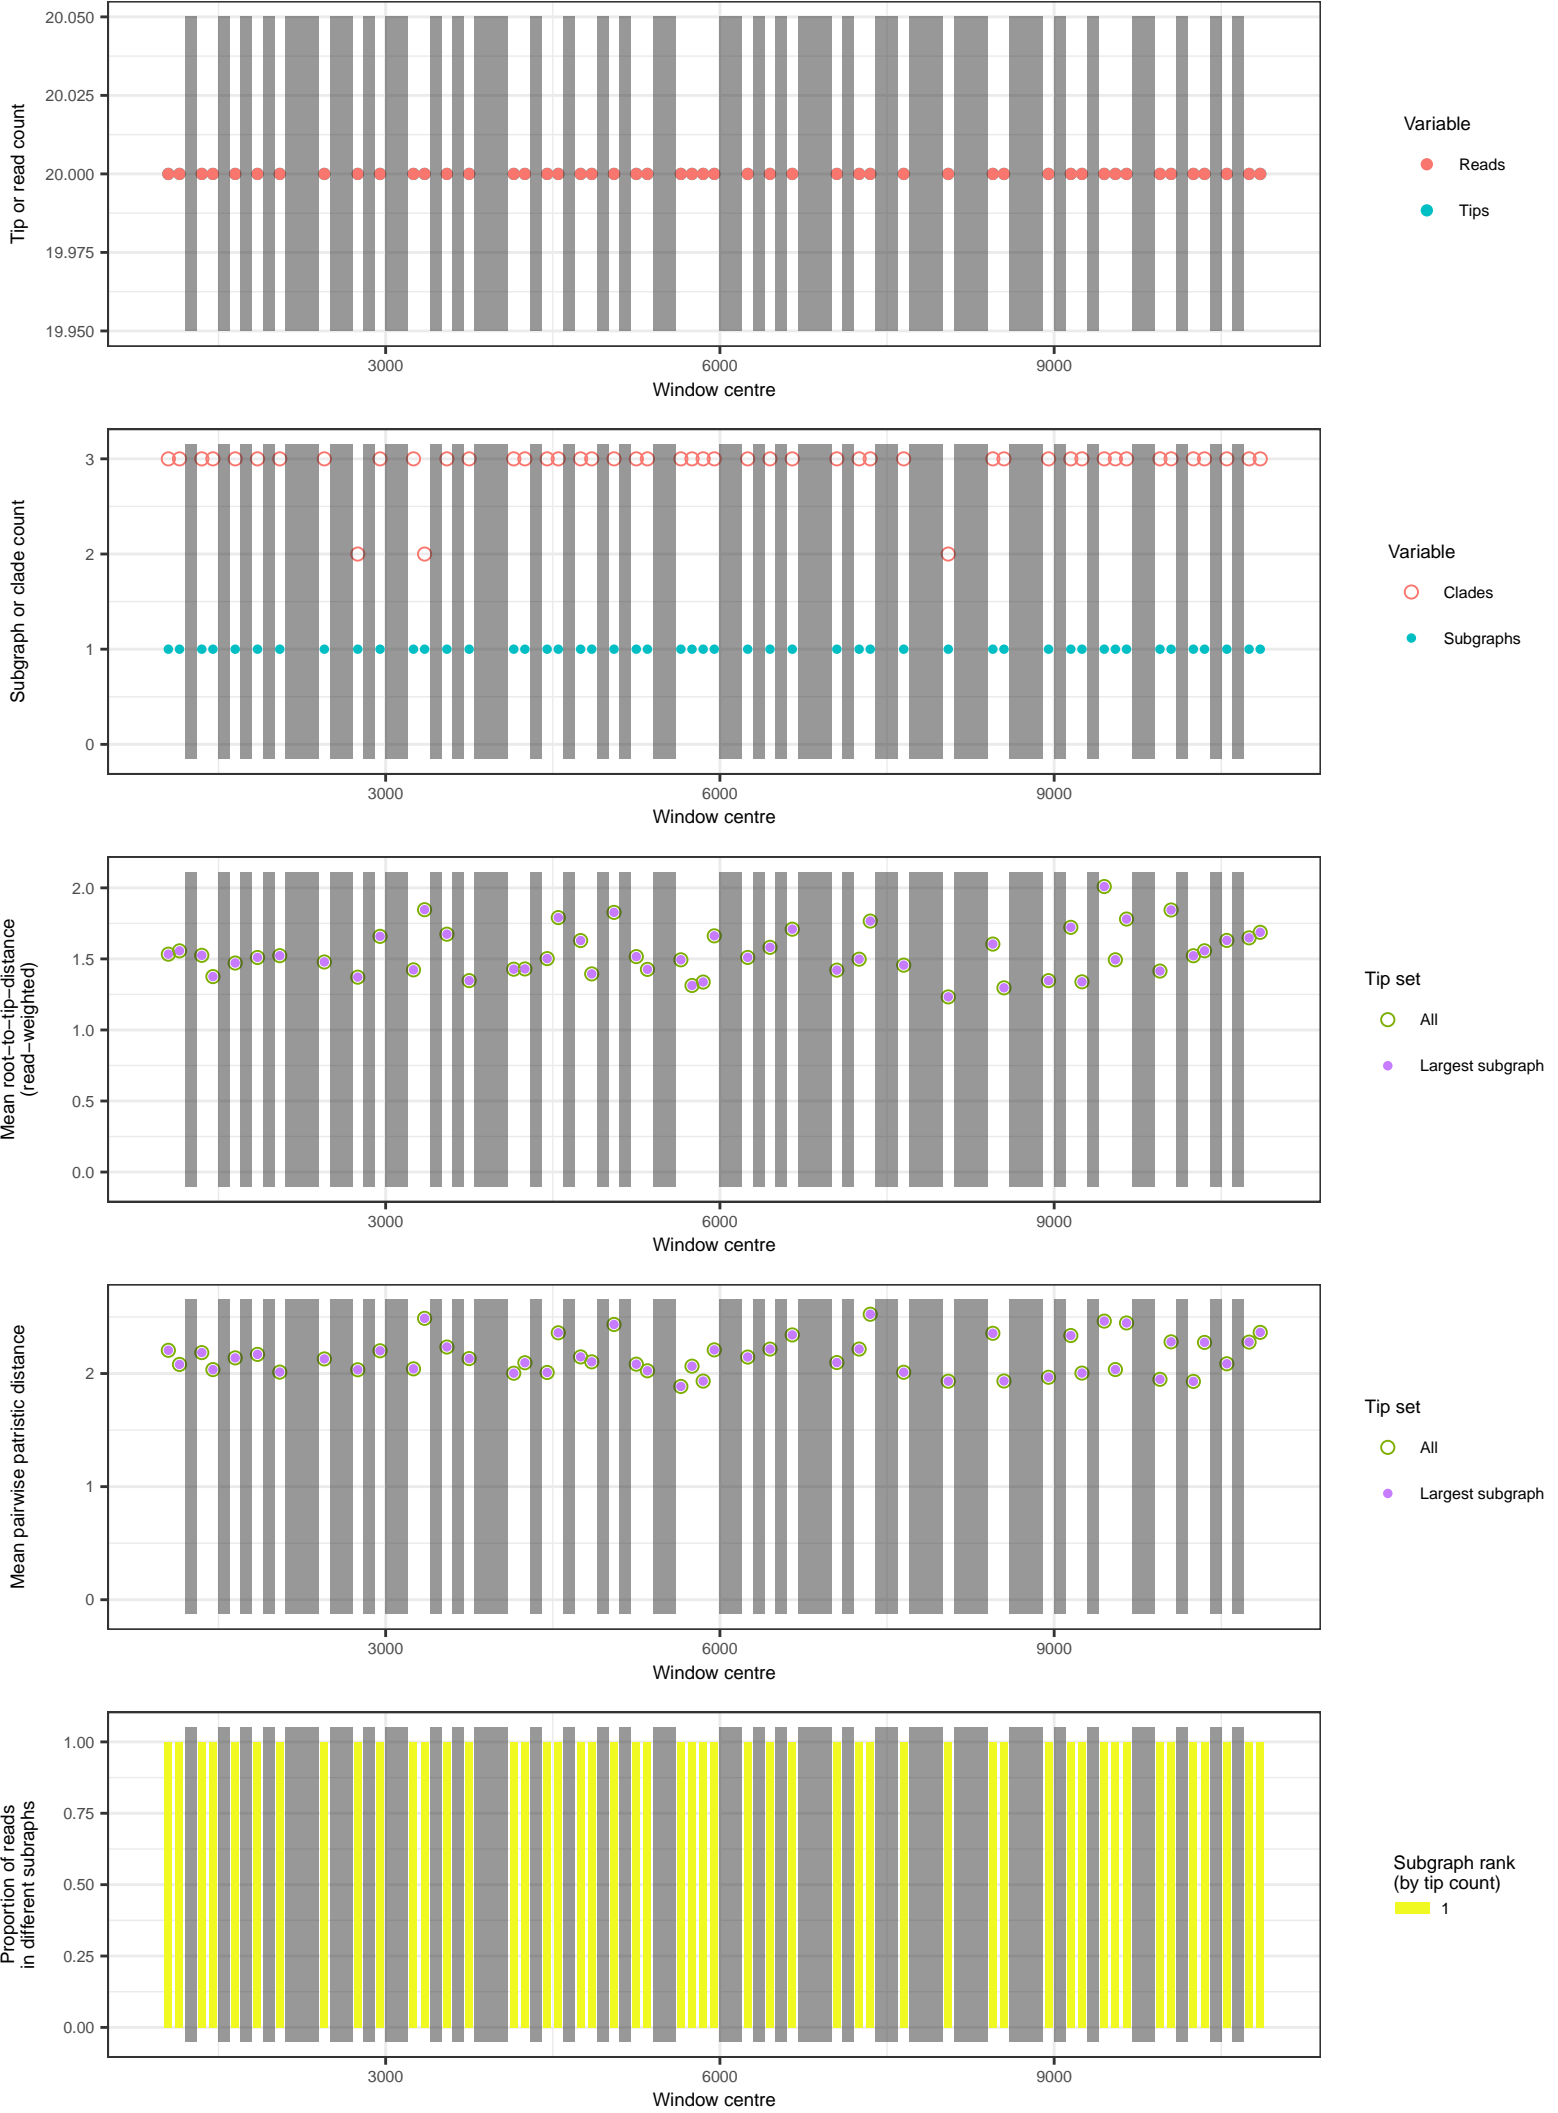 20.050
20.025
20.000
19.975
19.950
Tip or read count
3000 6000 9000
Window centre
Variable
Reads
Tips
3
2
1
0
Subgraph or clade count
3000 6000 9000
Window centre
Variable
Clades
Subgraphs
2.0
1.5
1.0
0.5
0.0
Mean root−to−tip−distance
(read−weighted)
3000 6000 9000
Window centre
Tip set
All
Largest subgraph
2
1
0
Mean pairwise patristic distance
3000 6000 9000
Window centre
Tip set
All
Largest subgraph
1.00
0.75
0.50
0.25
0.00
Proportion of reads
in different subraphs
3000 6000 9000
Window centre
Subgraph rank
(by tip count)
1